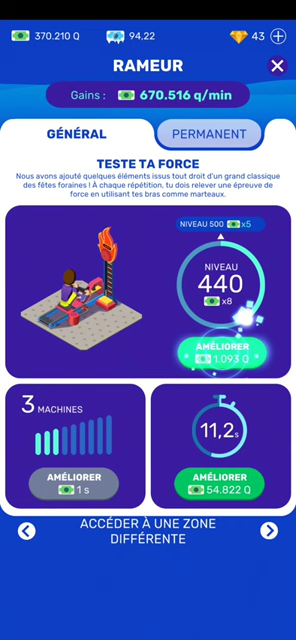 370.210 Q 94,22 43
RAMEUR
Gains : 670.516 q/min
GÉNÉRAL PERMANENT
TESTE TA FORCE
Nous avons ajouté quelques éléments issus tout droit d'un grand classique
des fêtes foraines ! À chaque répétition, tu dois relever une épreuve de
force en utilisant tes bras comme marteaux.
NIVEAU 500 x5
NIVEAU
440
x8
AMÉLIORER
1.093 Q
3 MACHINES
AMÉLIORER
1 s
11,2s
AMÉLIORER
54.822 Q
ACCÉDER À UNE ZONE
DIFFÉRENTE